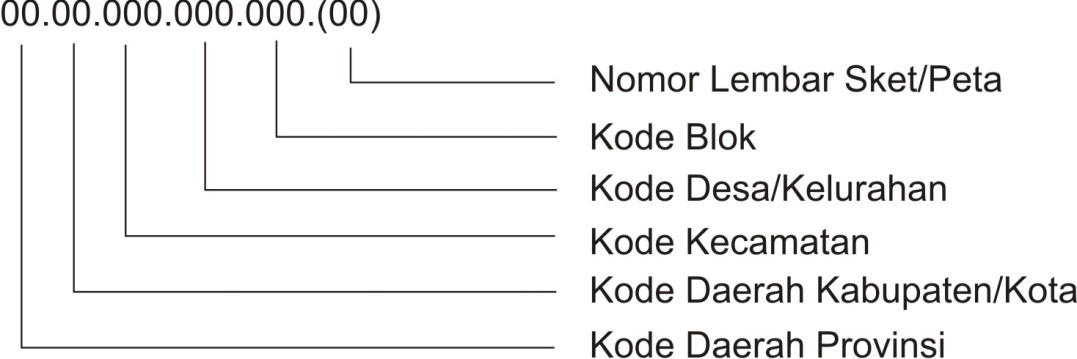 00.00.000.000.000.(00)
Nomor Lembar Sket/Peta
Kode Blok
Kode Desa/Kelurahan
Kode Kecamatan
Kode Daerah Kabupaten/Kota
Kode Daerah Provinsi